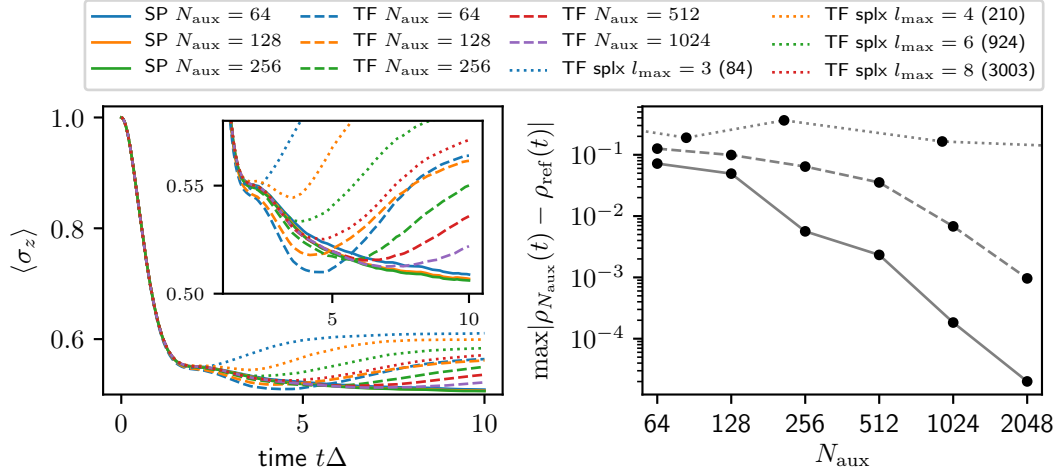 SP N_aux = 64 TF N_aux = 64 TF N_aux = 512 TF splx l_max = 4 (210)
SP N_aux = 128 TF N_aux = 128 TF N_aux = 1024 TF splx l_max = 6 (924)
SP N_aux = 256 TF N_aux = 256 TF splx l_max = 3 (84) TF splx l_max = 8 (3003)
⟨σ_z⟩
1.0
0.8
0.6
0.55
0.50
5
10
0
5
10
time tΔ
max|ρ_{N_aux}(t) − ρ_ref(t)|
10⁻¹
10⁻²
10⁻³
10⁻⁴
64 128 256 512 1024 2048
N_aux